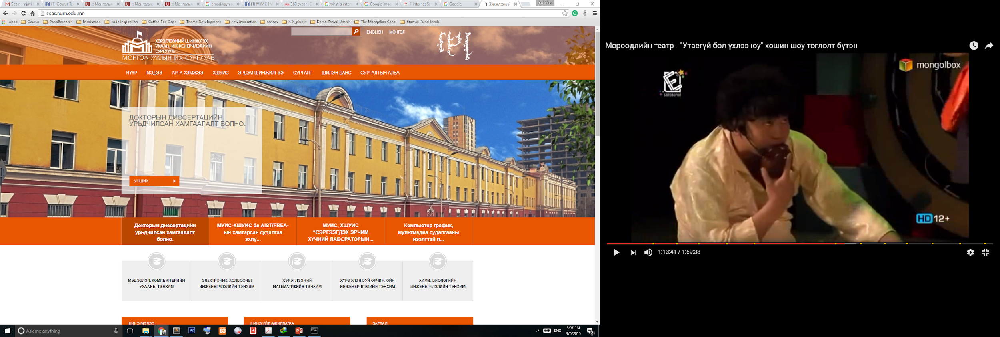 Spam - r.javkh
(1) Ocurus Tea
.:: Монголын
.:: Монголын
.:: Монголын
broadwaymo
(1) МУИС | М
360 зураг | O
what is intern
Google Imag
1 Internet Ser
Google
Хэрэглээний
Javkhlan
seas.num.edu.mn
Apps
Ocurus
PanoResearch
Inspiration
code inspiration
Coffee-For-Ogar
Theme Development
new inspiration
sanaav
hiih_plugin
Daraa Zaaval Unshih
The Mongolian Const
Startup-Fund-Incub
ENGLISH МОНГОЛ
ХЭРЭГЛЭЭНИЙ ШИНЖЛЭХ
УХААН, ИНЖЕНЕРЧЛЭЛИЙН
СУРГУУЛЬ
МОНГОЛ УЛСЫН ИХ СУРГУУЛЬ
НҮҮР МЭДЭЭ АРГА ХЭМЖЭЭ ХШУИС ЭРДЭМ ШИНЖИЛГЭЭ СУРГАЛТ ШИЛЭН ДАНС СУРГАЛТЫН АЛБА
ДОКТОРЫН ДИССЕРТАЦИЙН
УРЬДЧИЛСАН ХАМГААЛАЛТ БОЛНО.
УНШИХ >
Докторын диссертацийн
урьдчилсан хамгаалалт
болно.
МУИС-ХШУИС ба AIST/FREA-
ын хамтарсан судалгаа
эхлү...
МУИС, ХШУИС
“СЭРГЭЭГДЭХ ЭРЧИМ
ХҮЧНИЙ ЛАБОРАТОРЫН...
Компьютер график,
мультмедиа судалгааны
нээлттэй л...
МЭДЭЭЛЭЛ, КОМПЬЮТЕРИЙН
УХААНЫ ТЭНХИМ
ЭЛЕКТРОНИК, ХОЛБООНЫ
ИНЖЕНЕРЧЛЭЛИЙН ТЭНХИМ
ХЭРЭГЛЭЭНИЙ
МАТЕМАТИКИЙН ТЭНХИМ
ХҮРЭЭЛЭН БУЙ ОРЧИН, ОЙН
ИНЖЕНЕРЧЛЭЛИЙН ТЭНХИМ
ХИМИ, БИОЛОГИЙН
ИНЖЕНЕРЧЛЭЛИЙН ТЭНХИМ
ШИНЭ МЭДЭЭ
ШИНЭ ҮЙЛ АЖИЛЛАГАА
ЗАРЛАЛ
Ask me anything
ENG
3:07 PM
9/6/2016
2
Мөрөөдлийн театр - "Утасгүй бол үхлээ юу" хошин шоу тоглолт бүтэн
mongolbox
БОЛОВСРОЛ
HD 12+
1:13:41 / 1:59:38